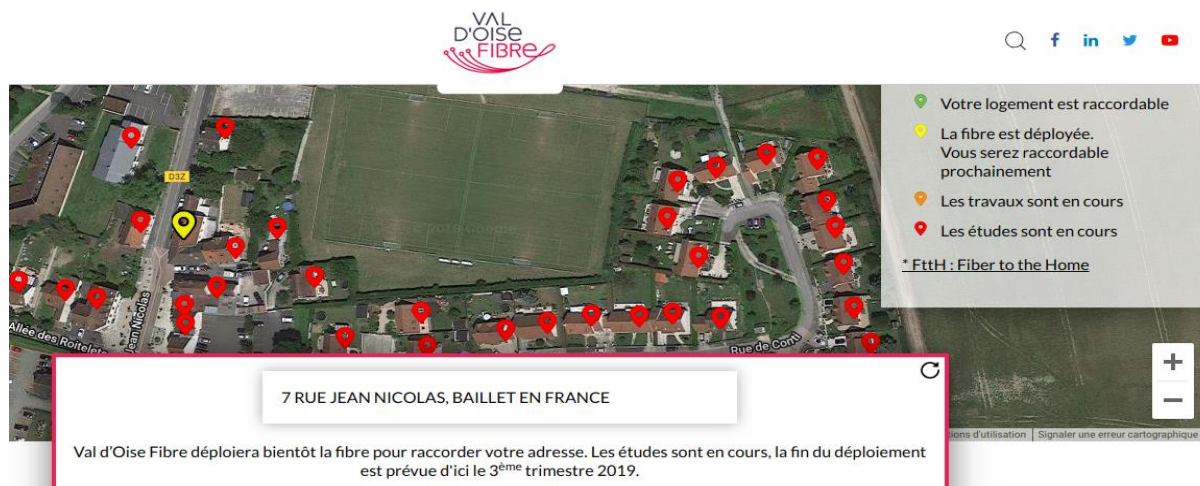 VAL
D'OISE
FIBRE
Votre logement est raccordable
La fibre est déployée.
Vous serez raccordable
prochainement
Les travaux sont en cours
Les études sont en cours
* FttH : Fiber to the Home
D3Z
Jean Nicolas
Allée des Roitelets
Rue de Conti
7 RUE JEAN NICOLAS, BAILLET EN FRANCE
d'utilisation
Signaler une erreur cartographique
Val d'Oise Fibre déploiera bientôt la fibre pour raccorder votre adresse. Les études sont en cours, la fin du déploiement
est prévue d'ici le 3ème trimestre 2019.